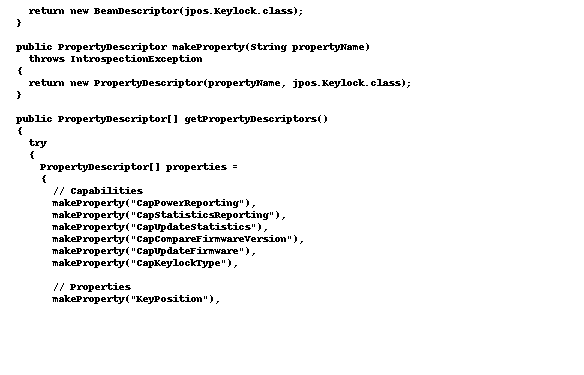 return new BeanDescriptor(jpos.Keylock.class);
}
public PropertyDescriptor makeProperty(String propertyName)
throws IntrospectionException
{
return new PropertyDescriptor(propertyName, jpos.Keylock.class);
}
public PropertyDescriptor[] getPropertyDescriptors()
{
try
{
PropertyDescriptor[] properties =
{
// Capabilities
makeProperty("CapPowerReporting"),
makeProperty("CapStatisticsReporting"),
makeProperty("CapUpdateStatistics"),
makeProperty("CapCompareFirmwareVersion"),
makeProperty("CapUpdateFirmware"),
makeProperty("CapKeylockType"),
// Properties
makeProperty("KeyPosition"),